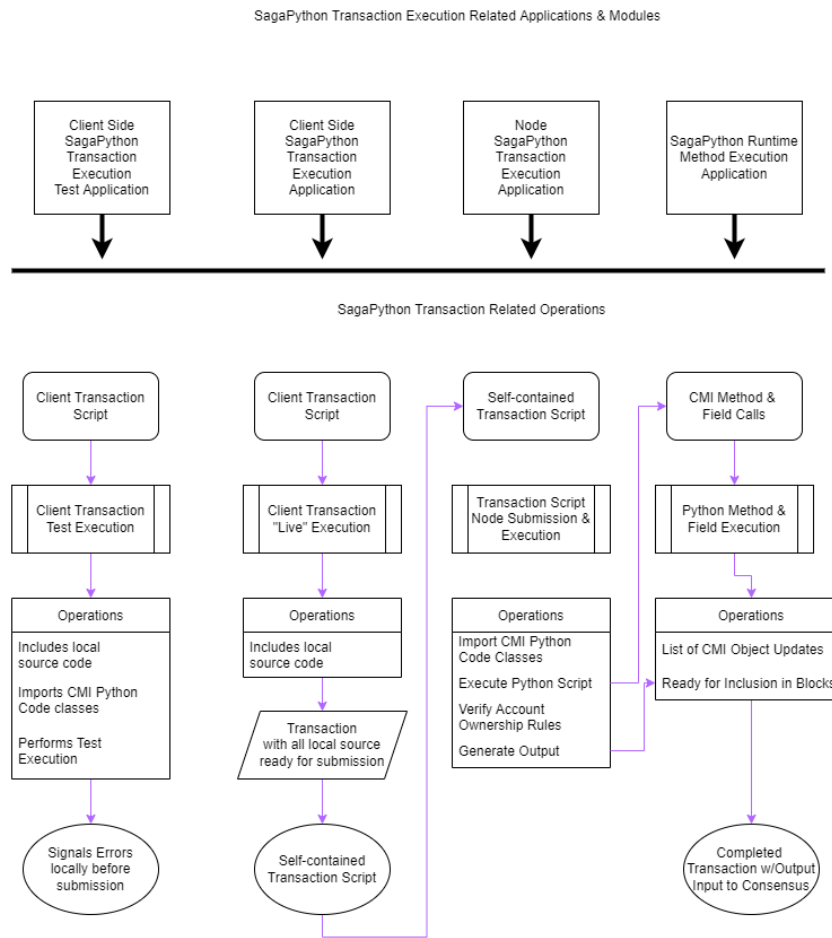 SagaPython Transaction Execution Related Applications & Modules
Client Side
SagaPython
Transaction
Execution
Test Application
Client Side
SagaPython
Transaction
Execution
Application
Node
SagaPython
Transaction
Execution
Application
SagaPython Runtime
Method Execution
Application
SagaPython Transaction Related Operations
Client Transaction
Script
Client Transaction
Script
Self-contained
Transaction Script
CMI Method &
Field Calls
Client Transaction
Test Execution
Client Transaction
"Live" Execution
Transaction Script
Node Submission &
Execution
Python Method &
Field Execution
Operations
Includes local
source code
Imports CMI Python
Code classes
Performs Test
Execution
Operations
Includes local
source code
Transaction
with all local source
ready for submission
Operations
Import CMI Python
Code Classes
Execute Python Script
Verify Account
Ownership Rules
Generate Output
Operations
List of CMI Object Updates
Ready for Inclusion in Blocks
Signals Errors
locally before
submission
Self-contained
Transaction Script
Completed
Transaction w/Output
Input to Consensus